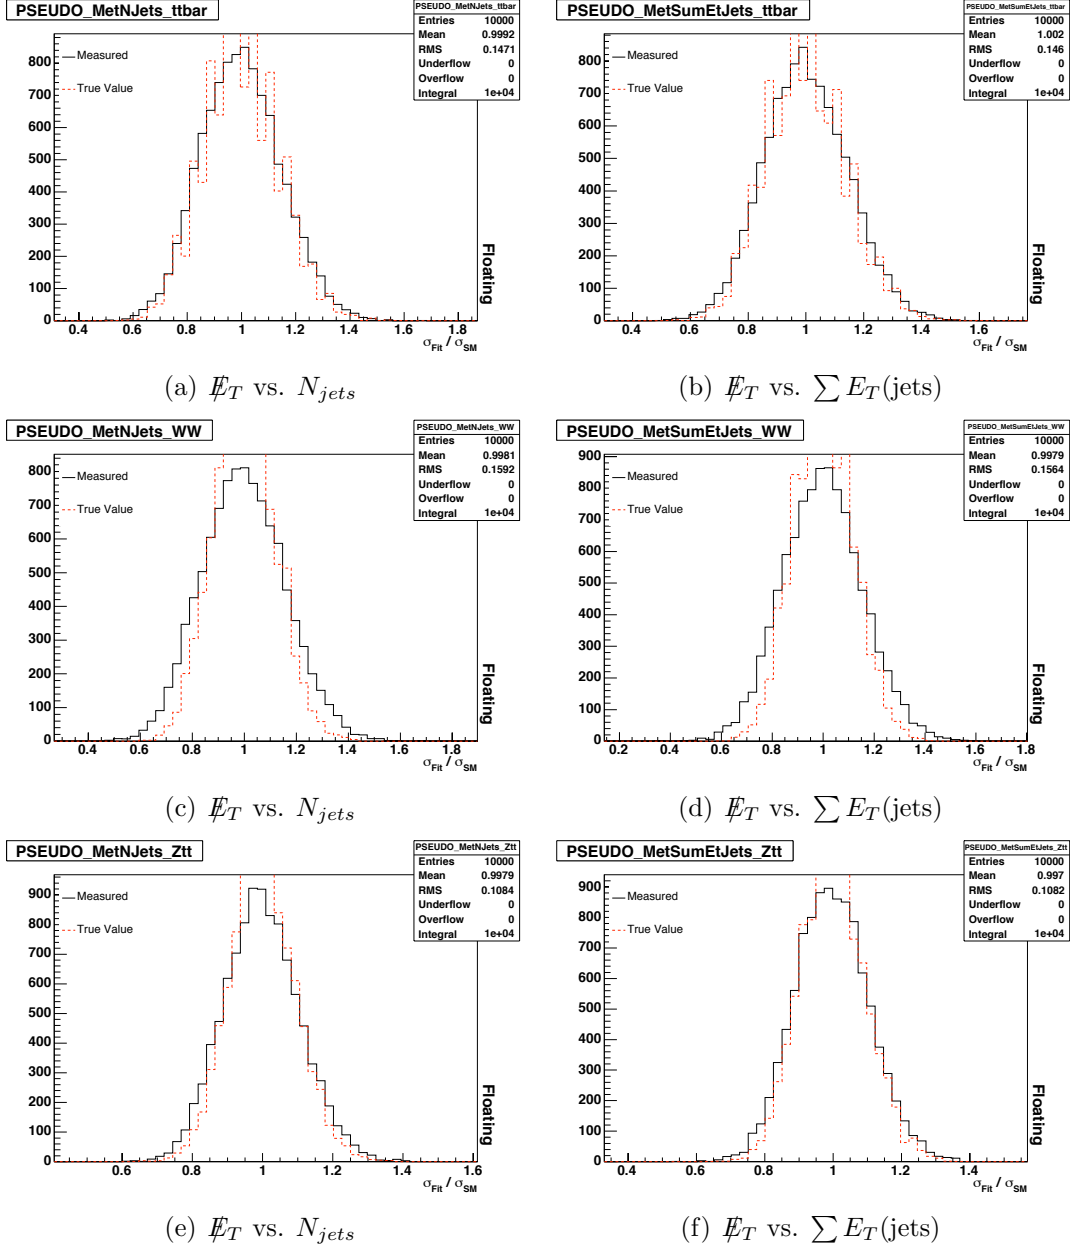 PSEUDO_MetNJets_ttbar
PSEUDO_MetNJets_ttbar
Entries 10000
Mean 0.9992
RMS 0.1471
Underflow 0
Overflow 0
Integral 1e+04
Measured
True Value
800
700
600
500
400
300
200
100
0
0.4 0.6 0.8 1 1.2 1.4 1.6 1.8
Floating
σFit / σSM
(a) E̸T vs. Njets
PSEUDO_MetSumEtJets_ttbar
PSEUDO_MetSumEtJets_ttbar
Entries 10000
Mean 1.002
RMS 0.146
Underflow 0
Overflow 0
Integral 1e+04
Measured
True Value
800
700
600
500
400
300
200
100
0
0.4 0.6 0.8 1 1.2 1.4 1.6
Floating
σFit / σSM
(b) E̸T vs. ∑ ET(jets)
PSEUDO_MetNJets_WW
PSEUDO_MetNJets_WW
Entries 10000
Mean 0.9981
RMS 0.1592
Underflow 0
Overflow 0
Integral 1e+04
Measured
True Value
800
700
600
500
400
300
200
100
0
0.4 0.6 0.8 1 1.2 1.4 1.6 1.8
Floating
σFit / σSM
(c) E̸T vs. Njets
PSEUDO_MetSumEtJets_WW
PSEUDO_MetSumEtJets_WW
Entries 10000
Mean 0.9979
RMS 0.1564
Underflow 0
Overflow 0
Integral 1e+04
Measured
True Value
900
800
700
600
500
400
300
200
100
0
0.2 0.4 0.6 0.8 1 1.2 1.4 1.6 1.8
Floating
σFit / σSM
(d) E̸T vs. ∑ ET(jets)
PSEUDO_MetNJets_Ztt
PSEUDO_MetNJets_Ztt
Entries 10000
Mean 0.9979
RMS 0.1084
Underflow 0
Overflow 0
Integral 1e+04
Measured
True Value
900
800
700
600
500
400
300
200
100
0
0.6 0.8 1 1.2 1.4 1.6
Floating
σFit / σSM
(e) E̸T vs. Njets
PSEUDO_MetSumEtJets_Ztt
PSEUDO_MetSumEtJets_Ztt
Entries 10000
Mean 0.997
RMS 0.1082
Underflow 0
Overflow 0
Integral 1e+04
Measured
True Value
900
800
700
600
500
400
300
200
100
0
0.4 0.6 0.8 1 1.2 1.4
Floating
σFit / σSM
(f) E̸T vs. ∑ ET(jets)